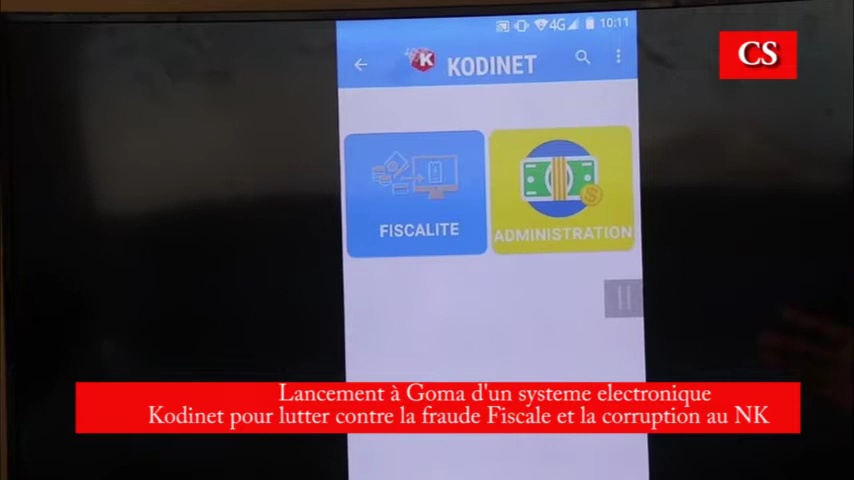 4G 10:11
CS
K KODINET
FISCALITE
ADMINISTRATION
Lancement à Goma d'un systeme electronique
Kodinet pour lutter contre la fraude Fiscale et la corruption au NK